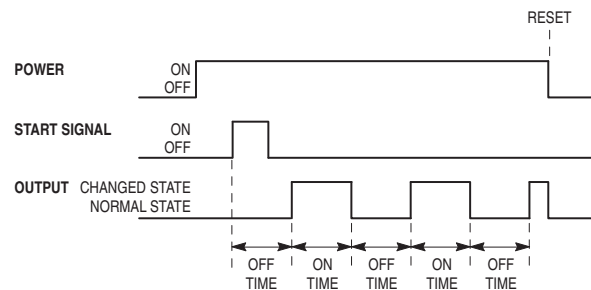 RESET
POWER ON
OFF
START SIGNAL ON
OFF
OUTPUT CHANGED STATE
NORMAL STATE
OFF ON OFF ON OFF
TIME TIME TIME TIME TIME